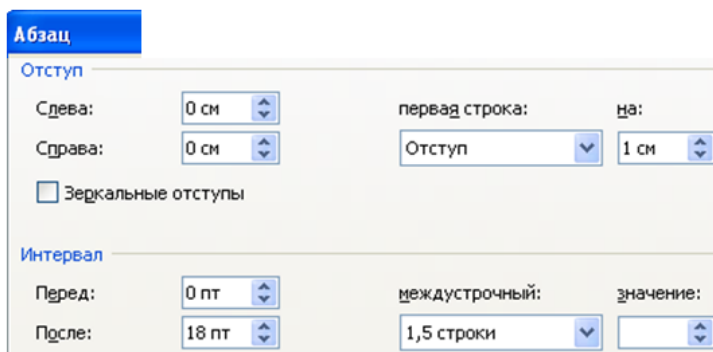 Абзац
Отступ
Слева: 0 см первая строка: на:
Справа: 0 см Отступ 1 см
Зеркальные отступы
Интервал
Перед: 0 пт междустрочный: значение:
После: 18 пт 1,5 строки